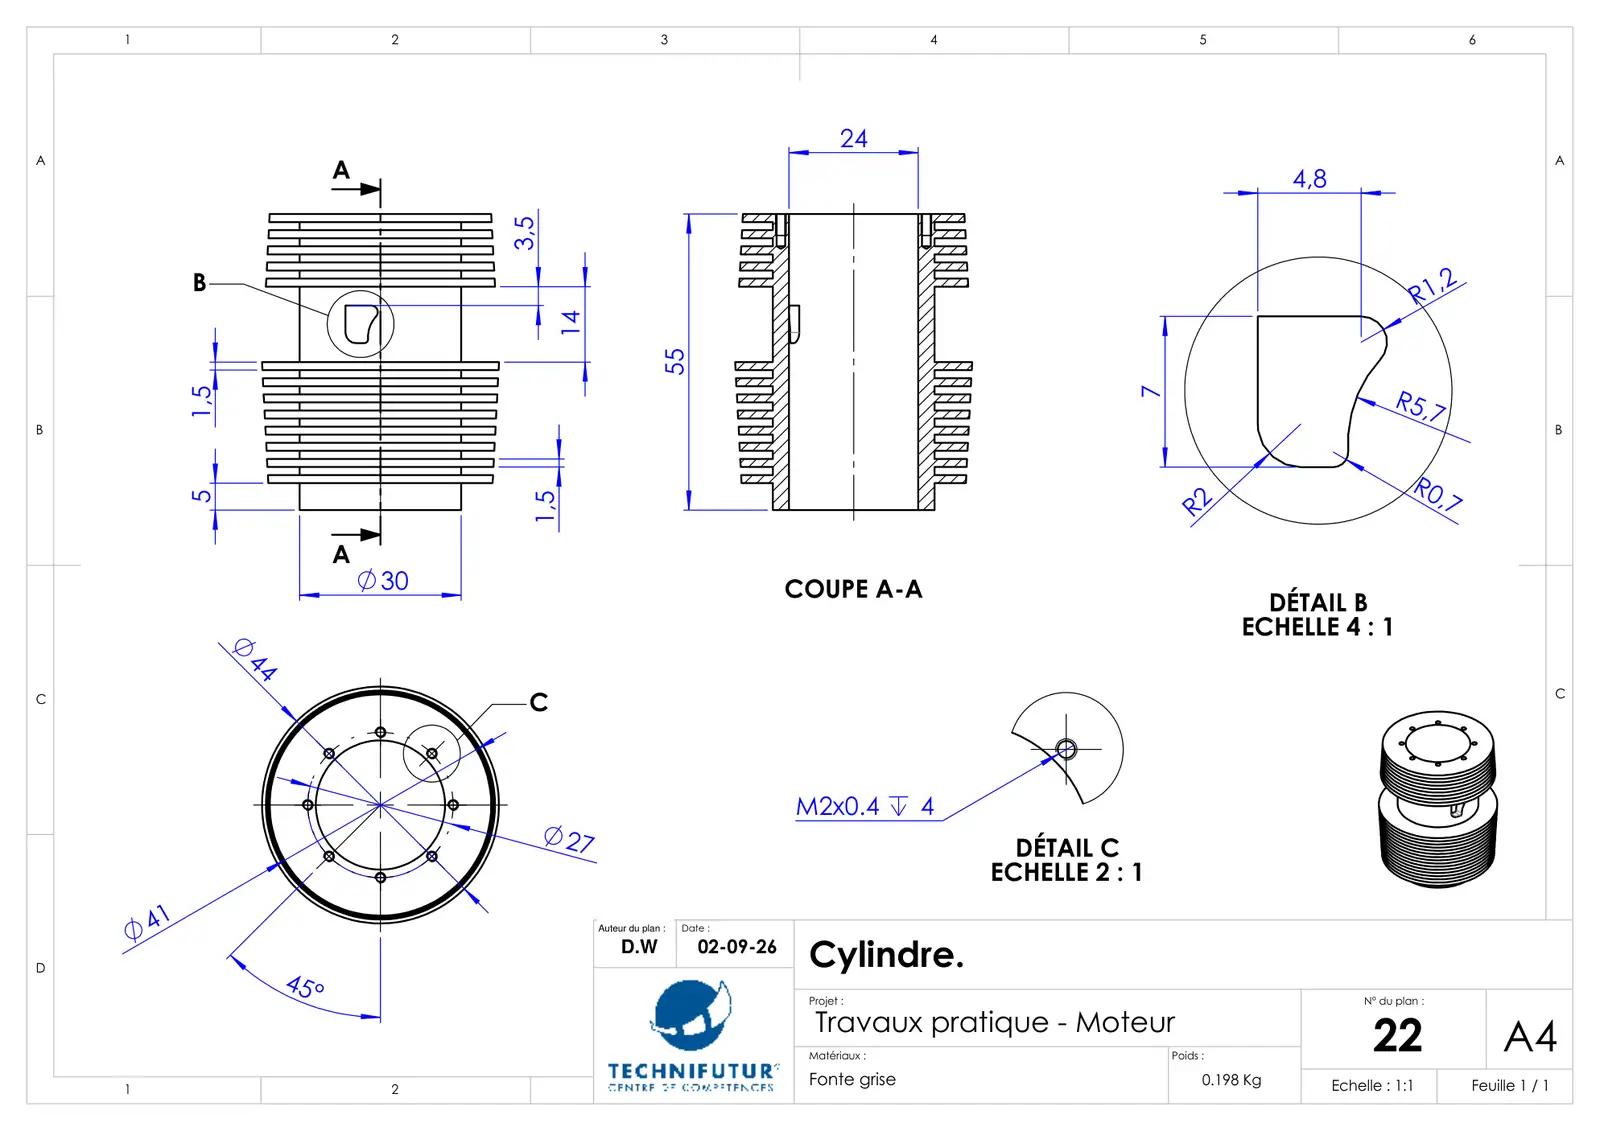 1 2 3 4 5 6
A
B
C
D
A
B
C
A
A
B
3,5
14
1,5
5
1,5
Ø30
24
55
COUPE A-A
4,8
7
R1,2
R5,7
R0,7
R2
DÉTAIL B
ECHELLE 4 : 1
Ø44
C
Ø27
Ø41
45°
M2x0.4 ↧ 4
DÉTAIL C
ECHELLE 2 : 1
Auteur du plan :
D.W
Date :
02-09-26
Cylindre.
Projet :
Travaux pratique - Moteur
N° du plan :
22
A4
Matériaux :
Fonte grise
Poids :
0.198 Kg
Echelle : 1:1
Feuille 1 / 1
TECHNIFUTUR
CENTRE DE COMPETENCES
1 2